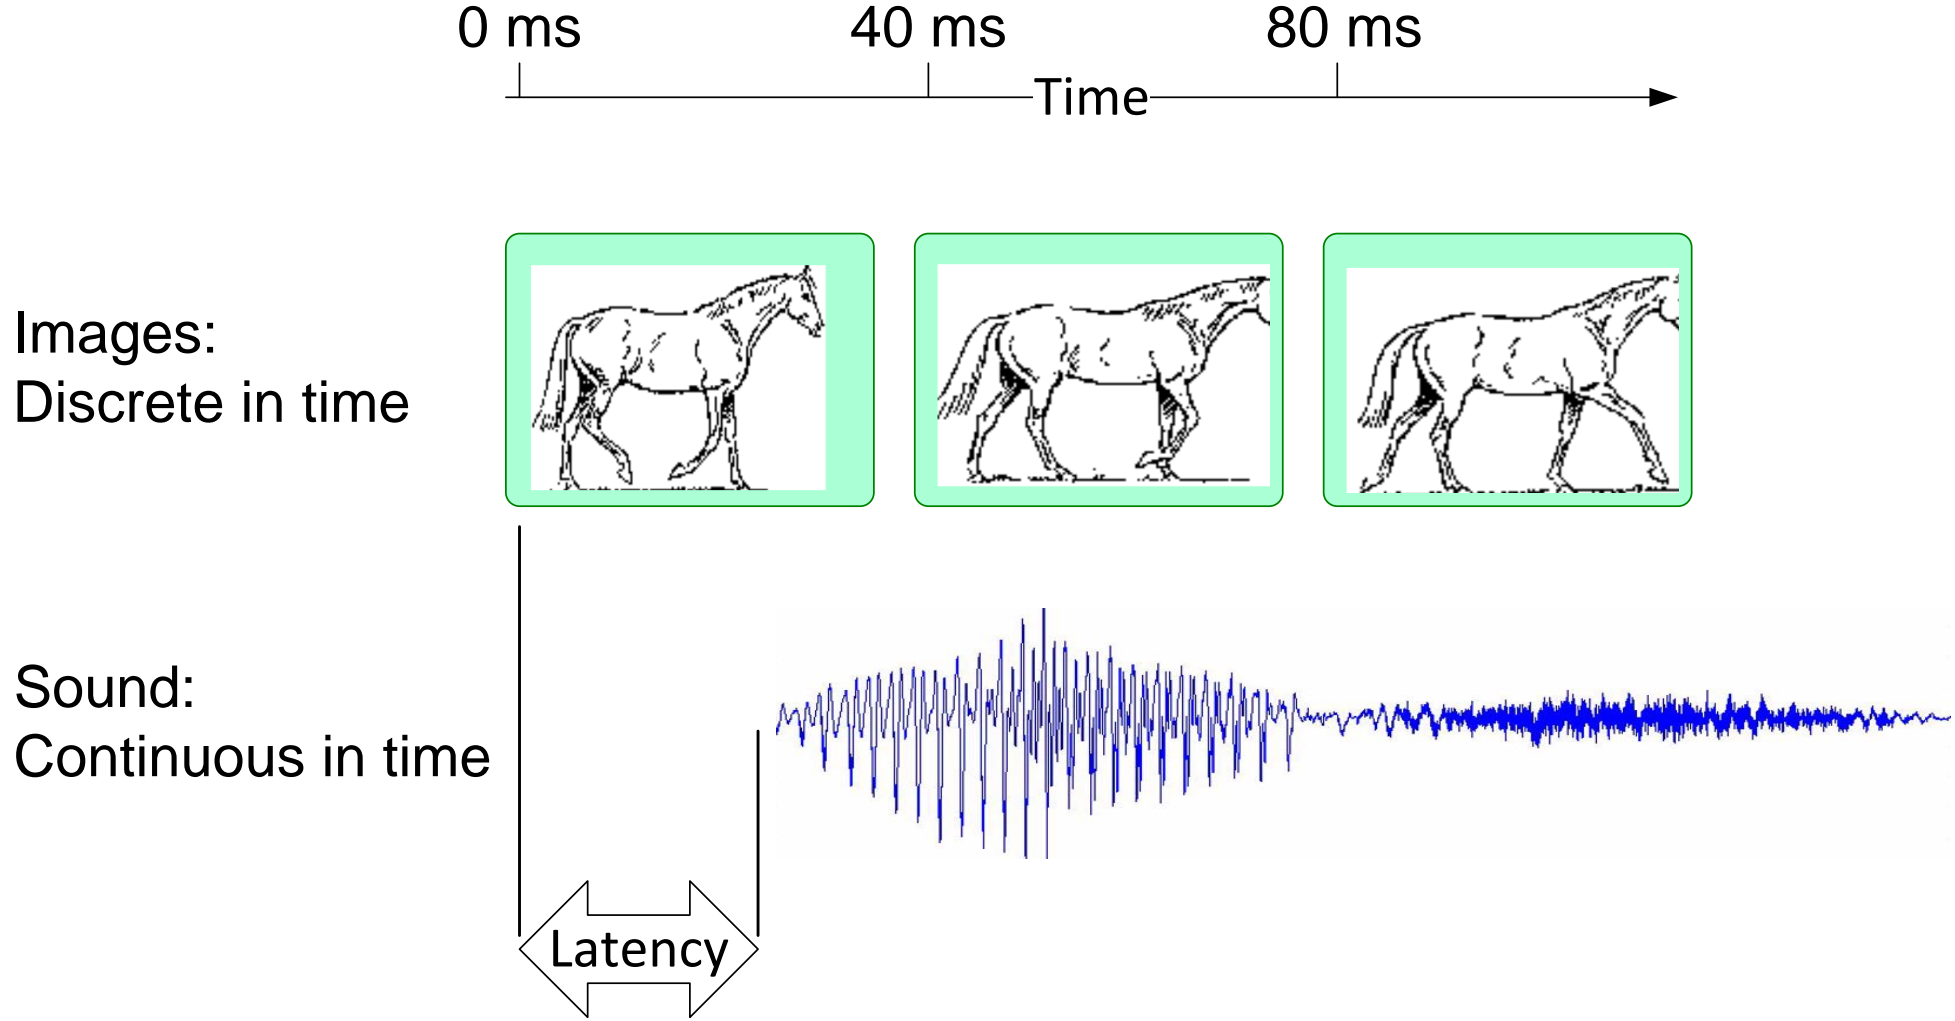 0 ms 40 ms 80 ms
Time
Images:
Discrete in time
Sound:
Continuous in time
Latency